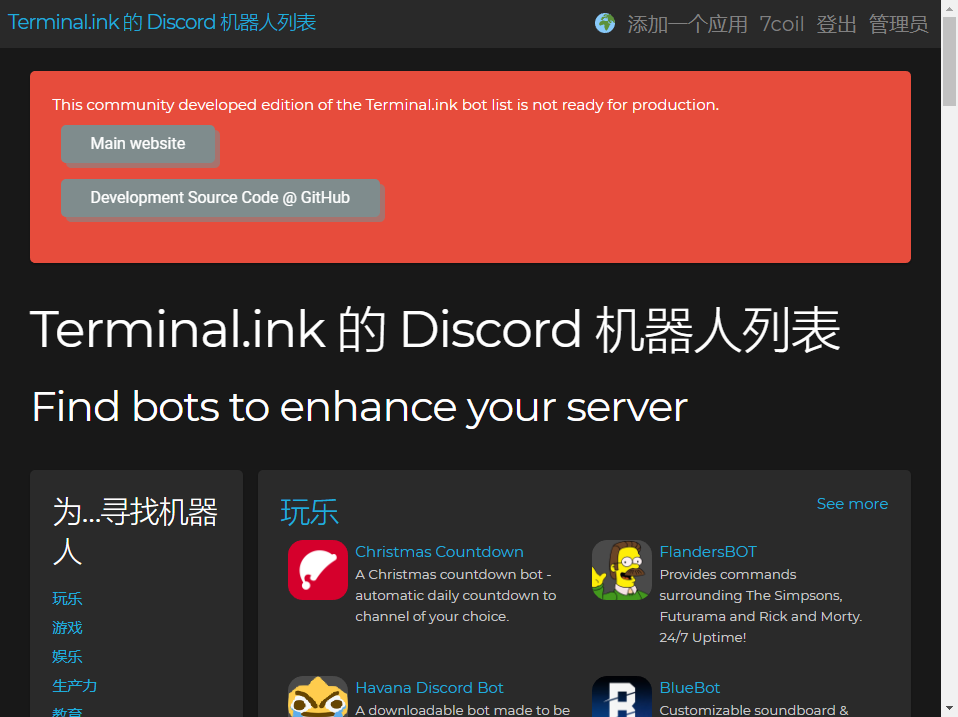 Terminal.ink 的 Discord 机器人列表
添加一个应用 7coil 登出 管理员
This community developed edition of the Terminal.ink bot list is not ready for production.
Main website
Development Source Code @ GitHub
Terminal.ink 的 Discord 机器人列表
Find bots to enhance your server
为...寻找机器
人
玩乐
游戏
娱乐
生产力
教育
玩乐
See more
Christmas Countdown
A Christmas countdown bot -
automatic daily countdown to
channel of your choice.
FlandersBOT
Provides commands
surrounding The Simpsons,
Futurama and Rick and Morty.
24/7 Uptime!
Havana Discord Bot
A downloadable bot made to be
BlueBot
Customizable soundboard &